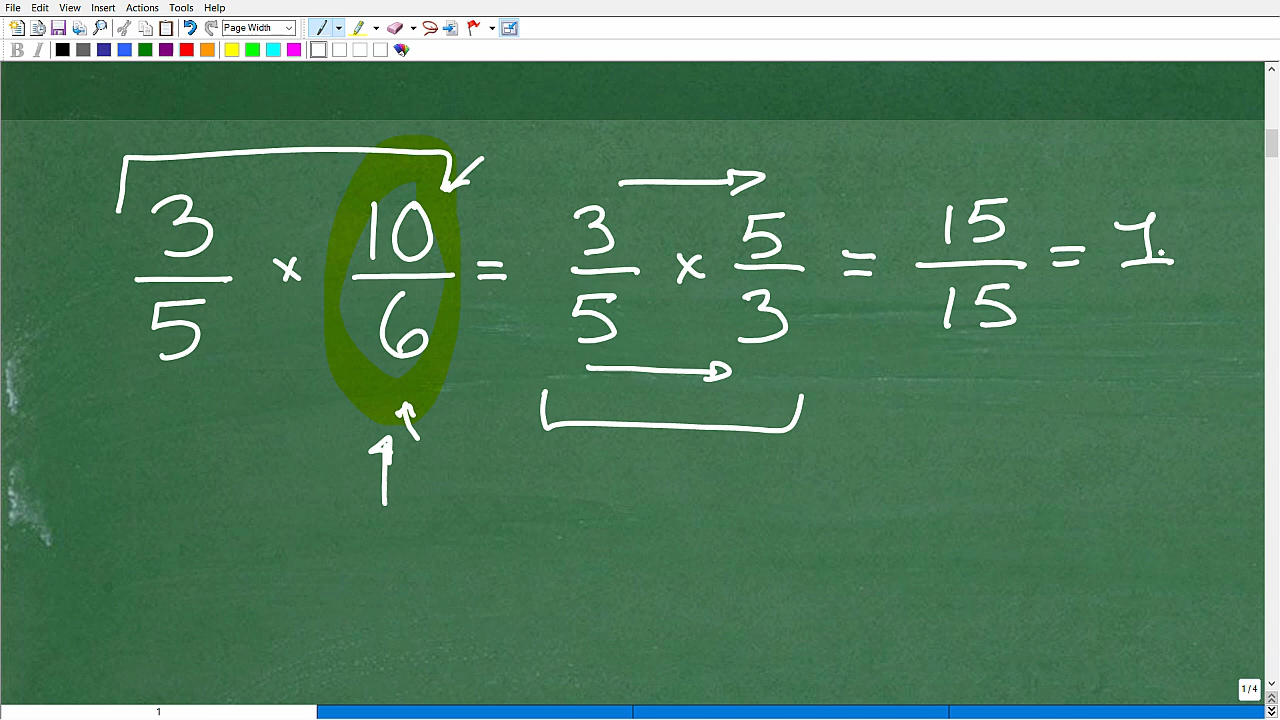 File Edit View Insert Actions Tools Help
Page Width
B I
3/5 × 10/6 = 3/5 × 5/3 = 15/15 = 1
1/4
1